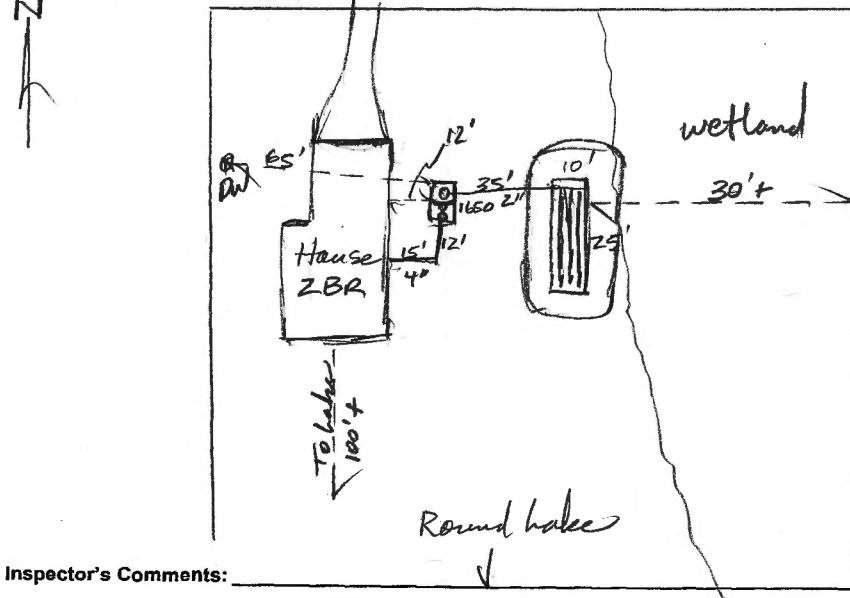 N
12'
wetland
65'
DW
10'
35'
1650 2"
30'+
House
2BR
15'
4"
12'
25'
To Lake
100'+
Round Lake
Inspector's Comments: